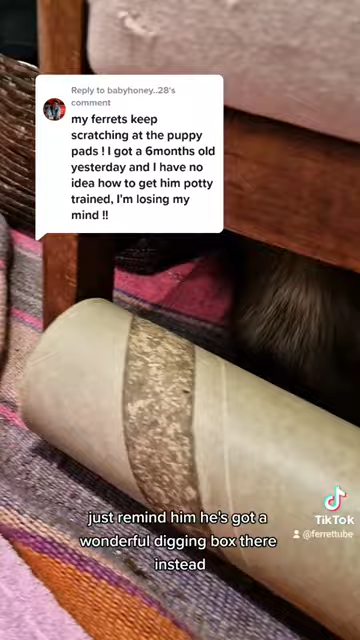 Reply to babyhoney..28's
comment
my ferrets keep
scratching at the puppy
pads ! I got a 6months old
yesterday and I have no
idea how to get him potty
trained, I'm losing my
mind !!
just remind him he's got a
wonderful digging box there
instead
TikTok
@ferrettube